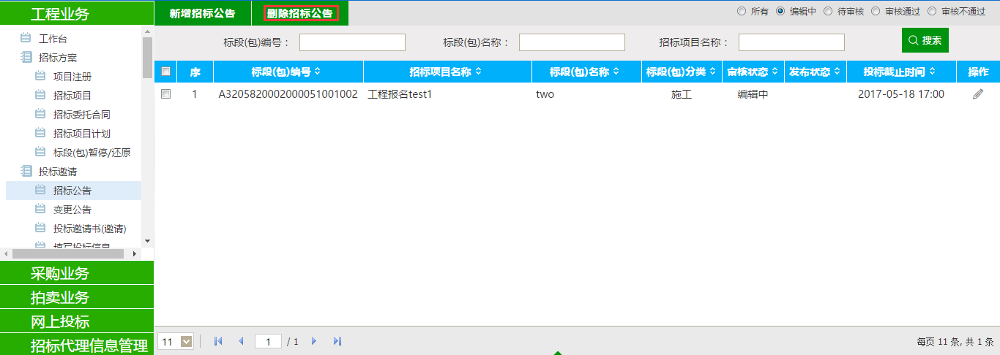 工程业务
工作台
招标方案
项目注册
招标项目
招标委托合同
招标项目计划
标段(包)暂停/还原
投标邀请
招标公告
变更公告
投标邀请书(邀请)
填写投标信息
采购业务
拍卖业务
网上投标
招标代理信息管理
新增招标公告 删除招标公告 所有 编辑中 待审核 审核通过 审核不通过
标段(包)编号： 标段(包)名称： 招标项目名称： 搜索
序 标段(包)编号 招标项目名称 标段(包)名称 标段(包)分类 审核状态 发布状态 投标截止时间 操作
1 A3205820002000051001002 工程报名test1 two 施工 编辑中 2017-05-18 17:00
11 1 / 1 每页 11 条, 共 1 条